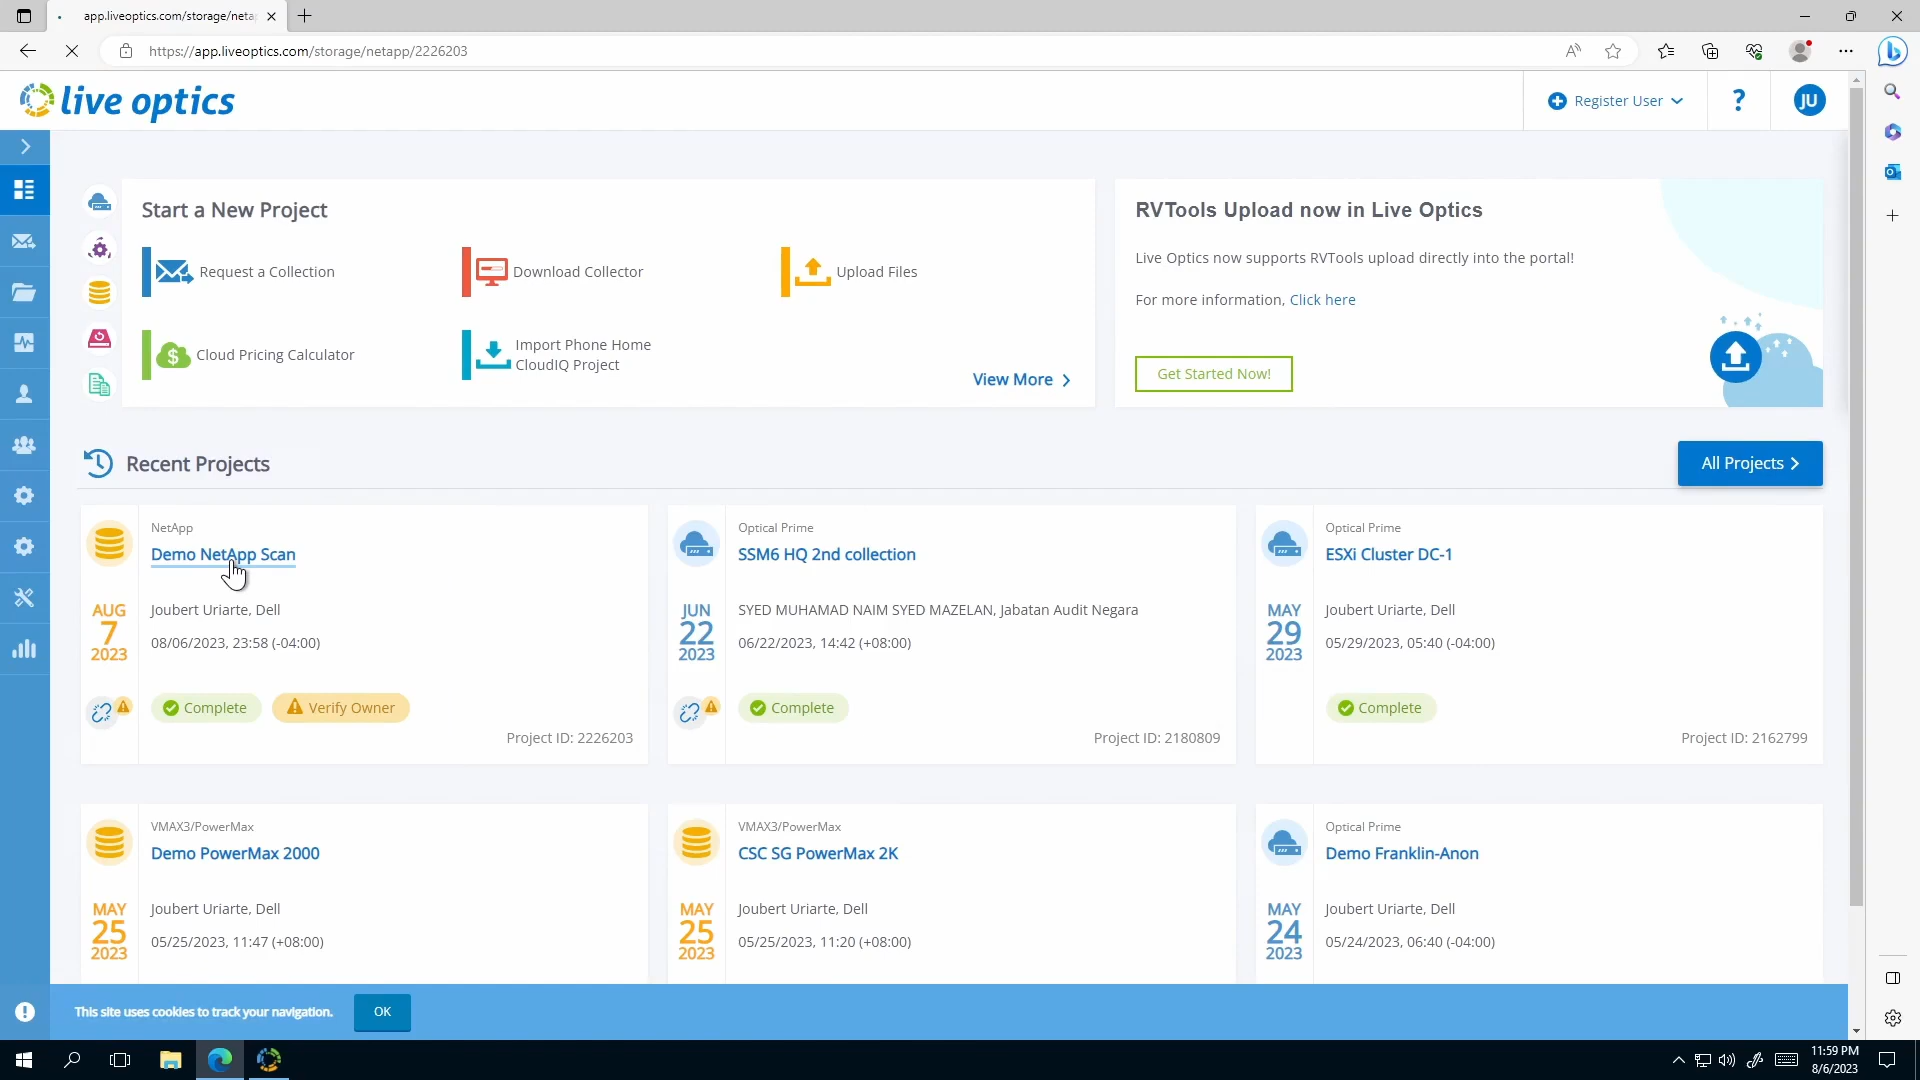 app.liveoptics.com/storage/neta
https://app.liveoptics.com/storage/netapp/2226203
live optics
Register User
?
JU
Start a New Project
Request a Collection
Download Collector
Upload Files
Cloud Pricing Calculator
Import Phone Home
CloudIQ Project
View More
RVTools Upload now in Live Optics
Live Optics now supports RVTools upload directly into the portal!
For more information, Click here
Get Started Now!
Recent Projects
All Projects
NetApp
Demo NetApp Scan
AUG
7
2023
Joubert Uriarte, Dell
08/06/2023, 23:58 (-04:00)
Complete
Verify Owner
Project ID: 2226203
Optical Prime
SSM6 HQ 2nd collection
JUN
22
2023
SYED MUHAMAD NAIM SYED MAZELAN, Jabatan Audit Negara
06/22/2023, 14:42 (+08:00)
Complete
Project ID: 2180809
Optical Prime
ESXi Cluster DC-1
MAY
29
2023
Joubert Uriarte, Dell
05/29/2023, 05:40 (-04:00)
Complete
Project ID: 2162799
VMAX3/PowerMax
Demo PowerMax 2000
MAY
25
2023
Joubert Uriarte, Dell
05/25/2023, 11:47 (+08:00)
VMAX3/PowerMax
CSC SG PowerMax 2K
MAY
25
2023
Joubert Uriarte, Dell
05/25/2023, 11:20 (+08:00)
Optical Prime
Demo Franklin-Anon
MAY
24
2023
Joubert Uriarte, Dell
05/24/2023, 06:40 (-04:00)
This site uses cookies to track your navigation.
OK
11:59 PM
8/6/2023